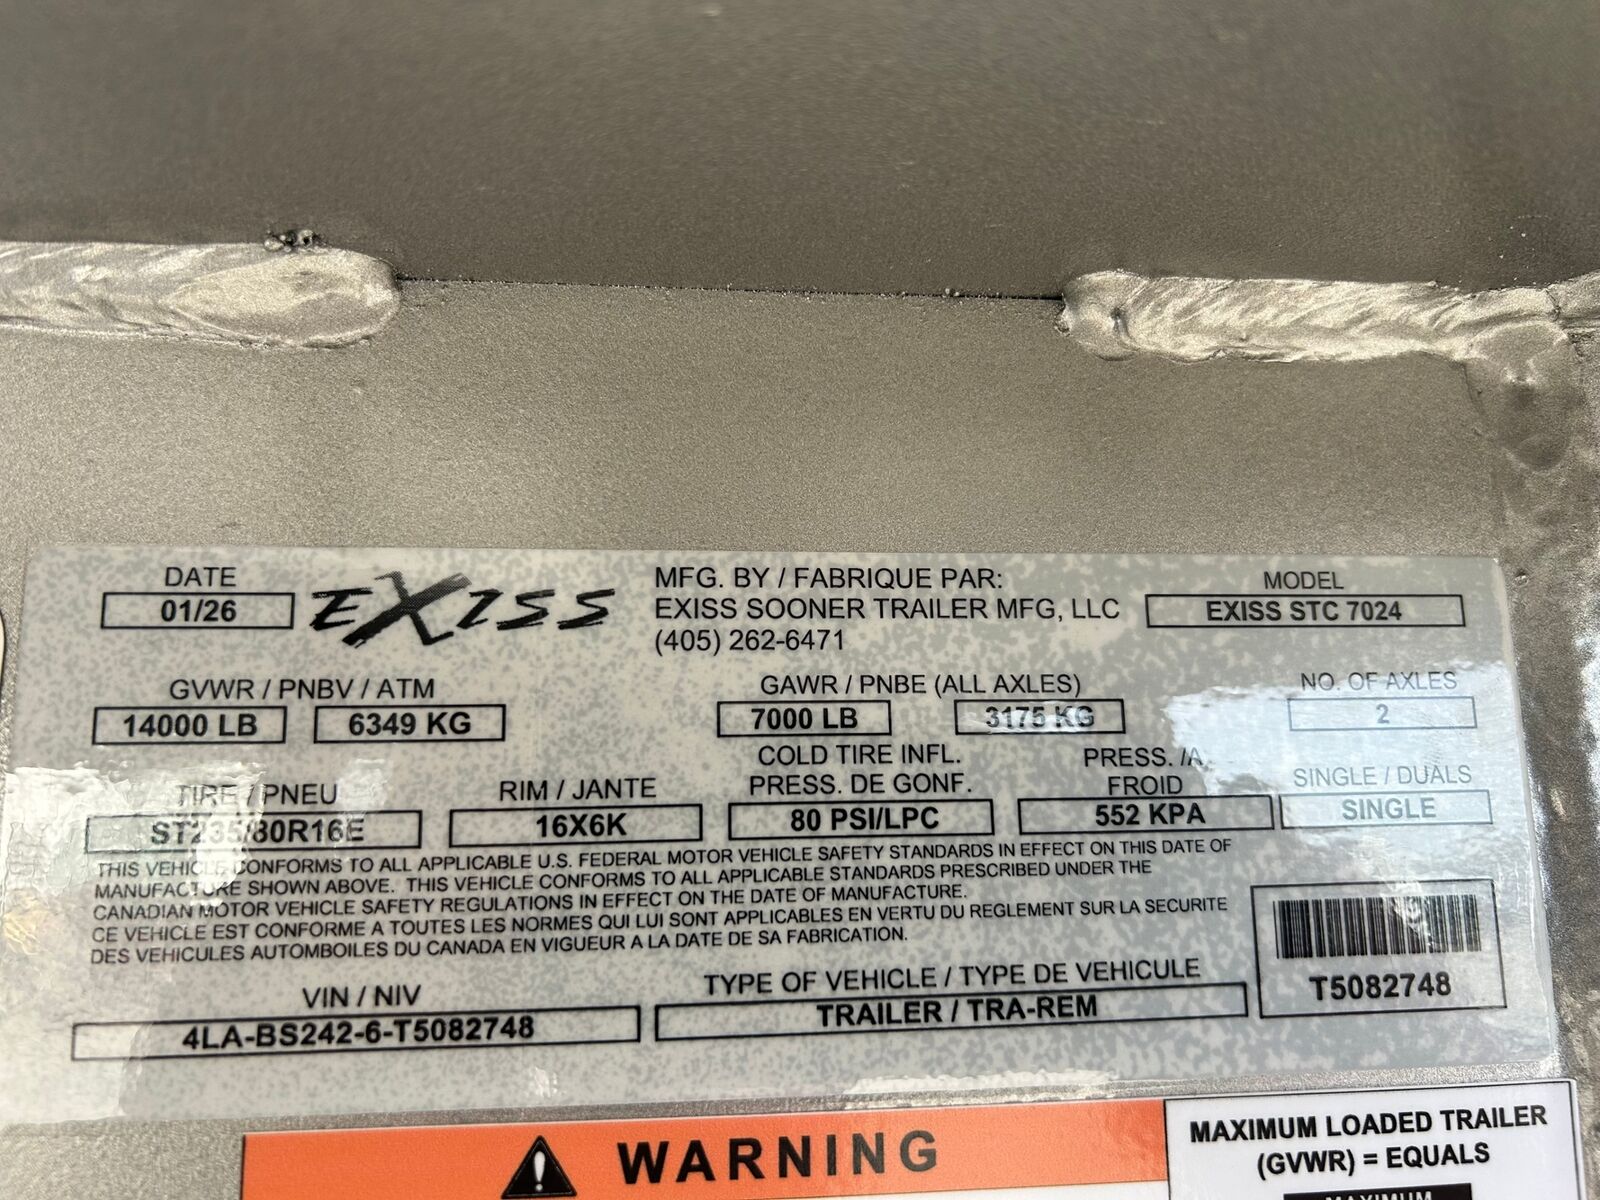 DATE
01/26
EXISS
MFG. BY / FABRIQUE PAR:
EXISS SOONER TRAILER MFG, LLC
(405) 262-6471
MODEL
EXISS STC 7024
GVWR / PNBV / ATM
14000 LB 6349 KG
GAWR / PNBE (ALL AXLES)
7000 LB 3175 KG
NO. OF AXLES
2
TIRE / PNEU
ST235/80R16E
RIM / JANTE
16X6K
COLD TIRE INFL.
PRESS. DE GONF.
80 PSI/LPC
PRESS. /A
FROID
552 KPA
SINGLE / DUALS
SINGLE
THIS VEHICLE CONFORMS TO ALL APPLICABLE U.S. FEDERAL MOTOR VEHICLE SAFETY STANDARDS IN EFFECT ON THIS DATE OF
MANUFACTURE SHOWN ABOVE. THIS VEHICLE CONFORMS TO ALL APPLICABLE STANDARDS PRESCRIBED UNDER THE
CANADIAN MOTOR VEHICLE SAFETY REGULATIONS IN EFFECT ON THE DATE OF MANUFACTURE.
CE VEHICLE EST CONFORME A TOUTES LES NORMES QUI LUI SONT APPLICABLES EN VERTU DU REGLEMENT SUR LA SECURITE
DES VEHICULES AUTOMBOILES DU CANADA EN VIGUEUR A LA DATE DE SA FABRICATION.
VIN / NIV
4LA-BS242-6-T5082748
TYPE OF VEHICLE / TYPE DE VEHICULE
TRAILER / TRA-REM
T5082748
WARNING
MAXIMUM LOADED TRAILER
(GVWR) = EQUALS
MAXIMUM